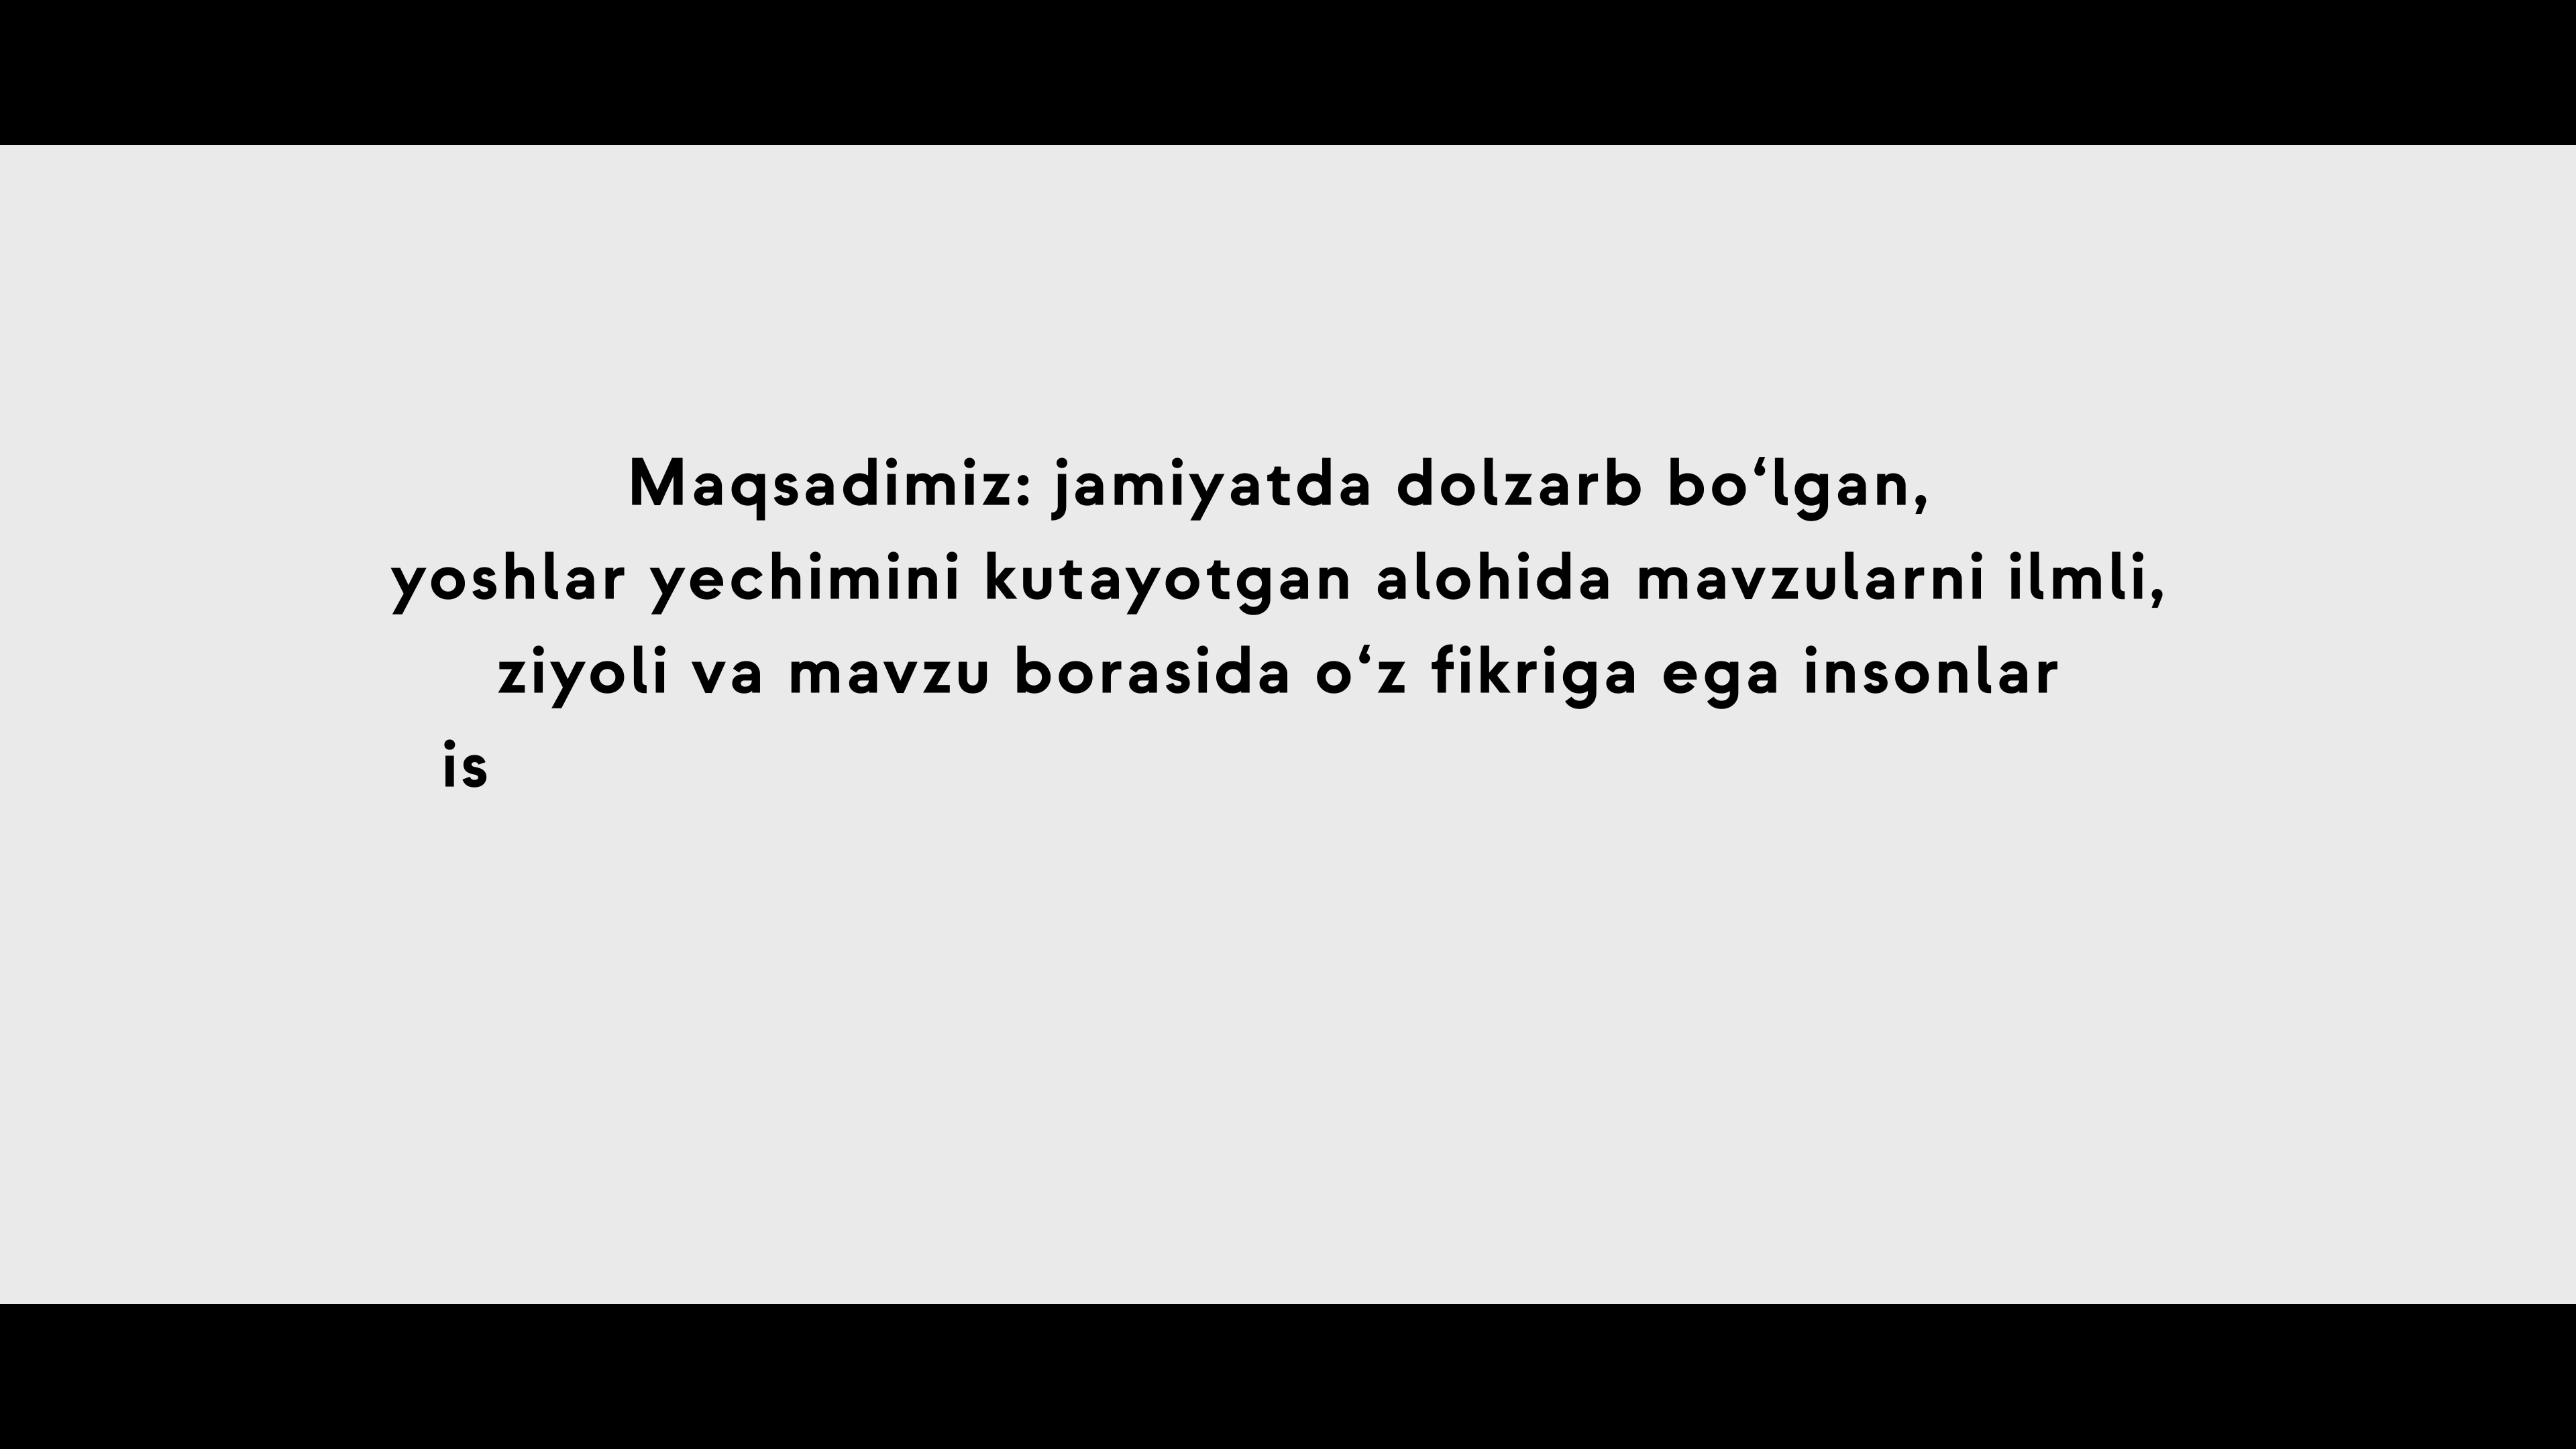 Maqsadimiz: jamiyatda dolzarb bo‘lgan,
yoshlar yechimini kutayotgan alohida mavzularni ilmli,
ziyoli va mavzu borasida o‘z fikriga ega insonlar
is